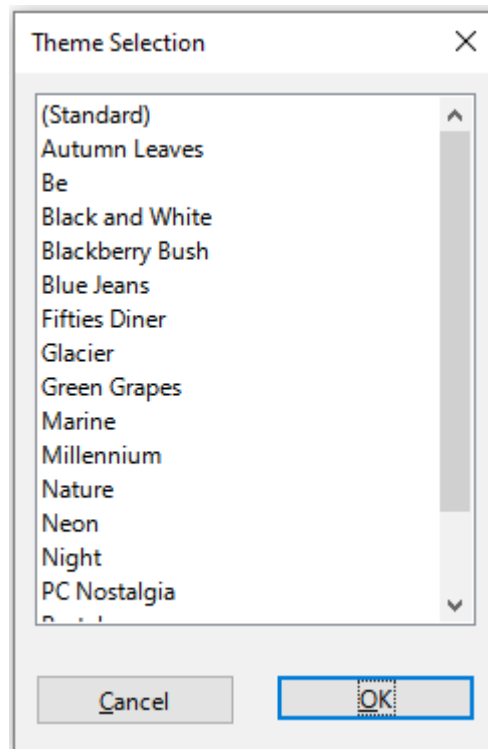 Theme Selection
(Standard)
Autumn Leaves
Be
Black and White
Blackberry Bush
Blue Jeans
Fifties Diner
Glacier
Green Grapes
Marine
Millennium
Nature
Neon
Night
PC Nostalgia
Cancel
OK